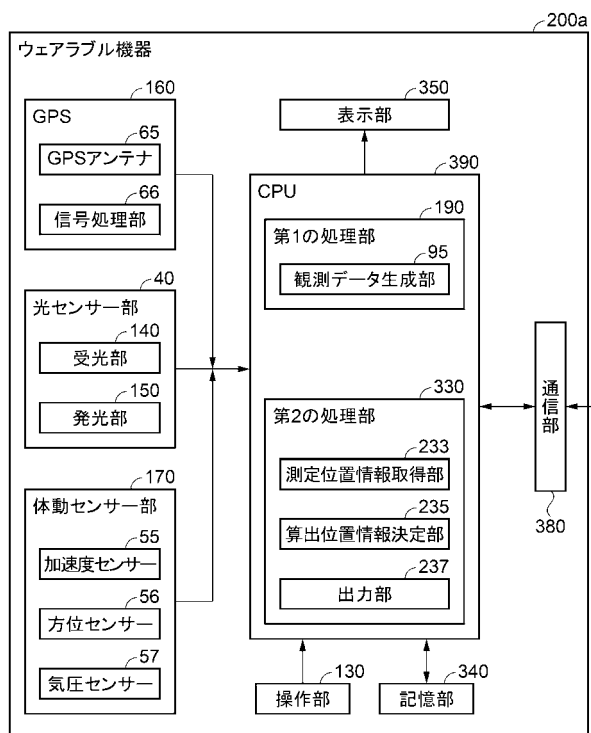 200a
ウェアラブル機器
160
GPS
65
GPSアンテナ
66
信号処理部
40
光センサー部
140
受光部
150
発光部
170
体動センサー部
55
加速度センサー
56
方位センサー
57
気圧センサー
350
表示部
390
CPU
190
第1の処理部
95
観測データ生成部
330
第2の処理部
233
測定位置情報取得部
235
算出位置情報決定部
237
出力部
130
操作部
340
記憶部
通信部
380